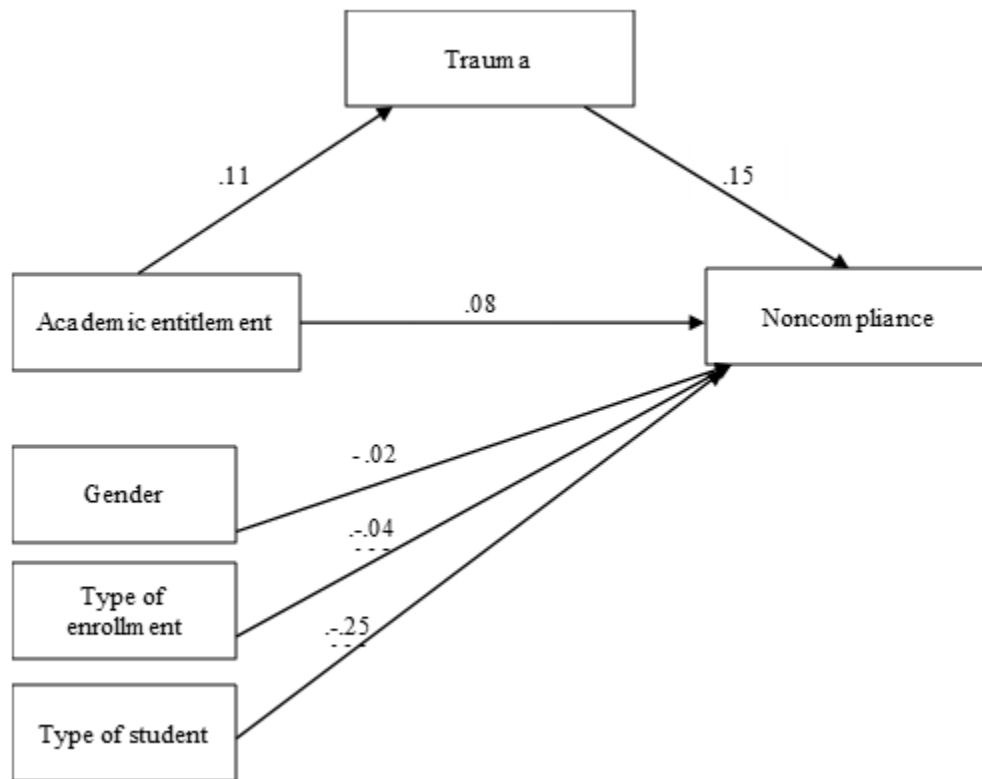 Trauma
.11
.15
Academic entitlement
.08
Noncompliance
Gender
-.02
Type of
enrollment
.-.04
Type of student
.-.25